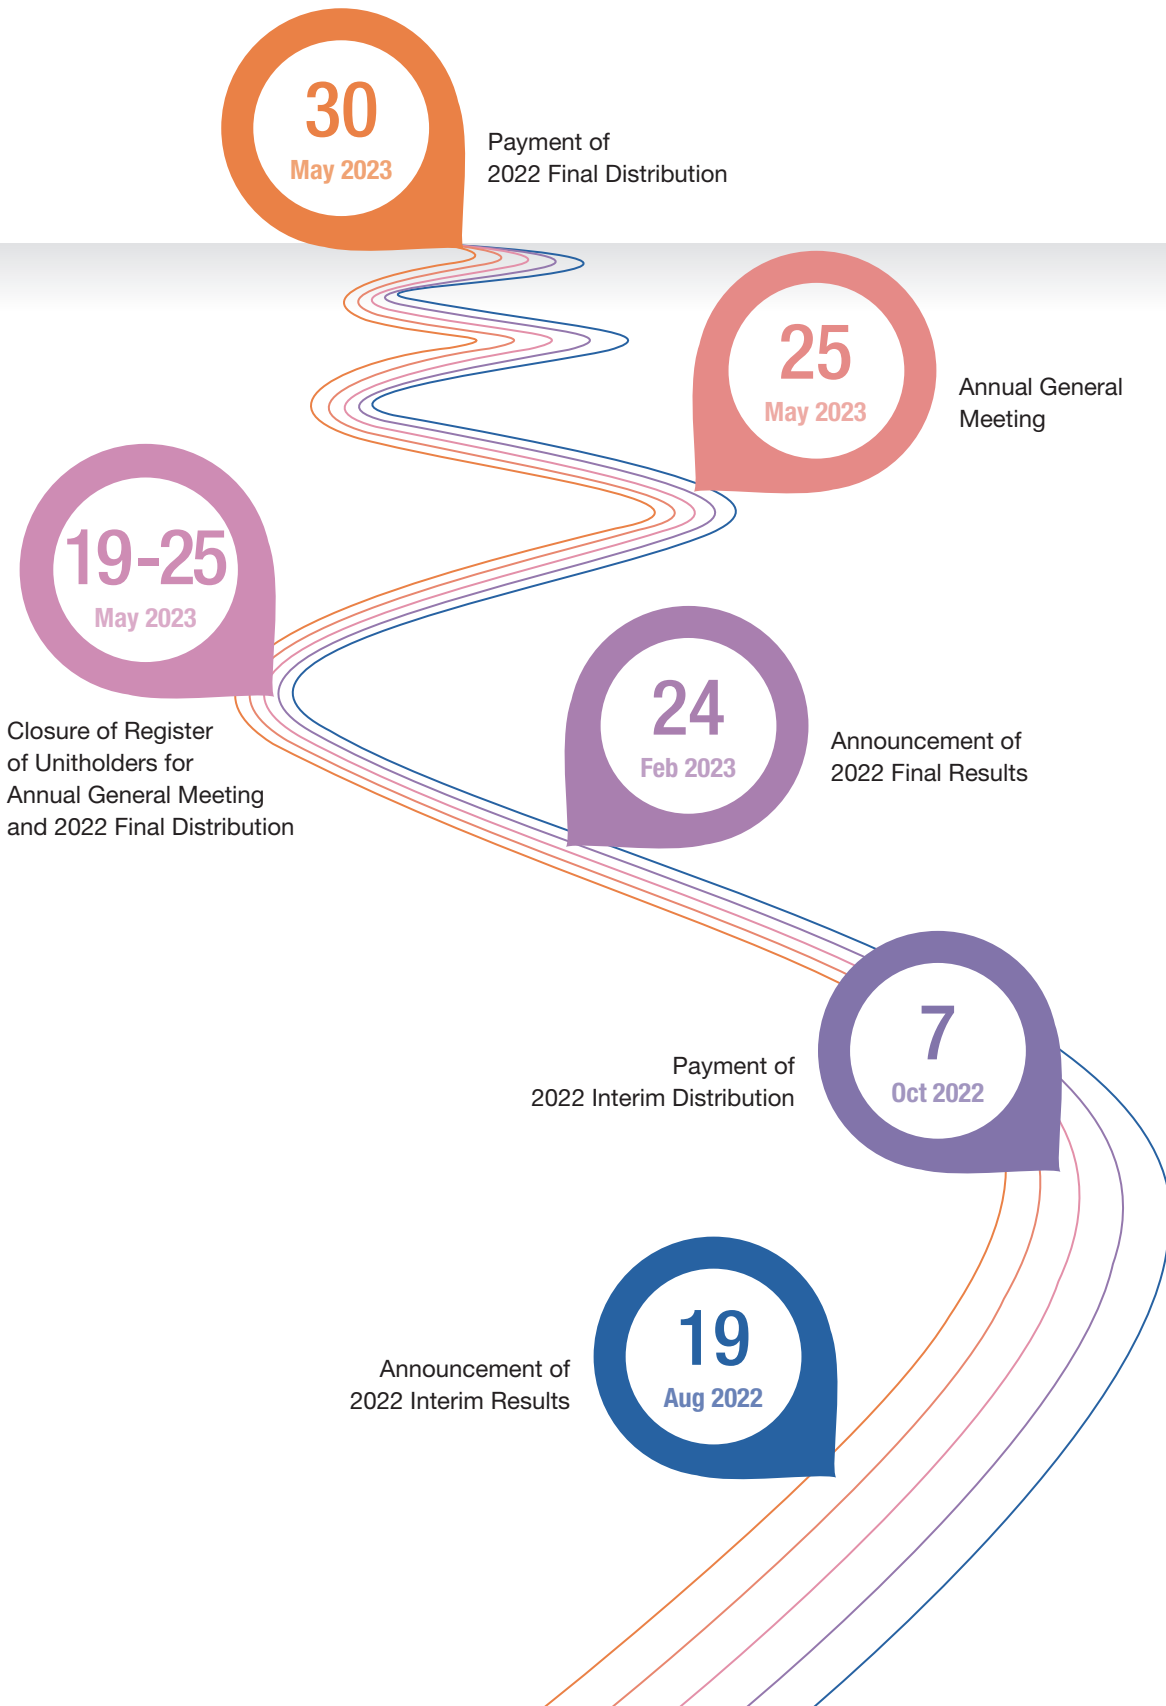 30
May 2023
Payment of
2022 Final Distribution
25
May 2023
Annual General
Meeting
19-25
May 2023
Closure of Register
of Unitholders for
Annual General Meeting
and 2022 Final Distribution
24
Feb 2023
Announcement of
2022 Final Results
7
Oct 2022
Payment of
2022 Interim Distribution
19
Aug 2022
Announcement of
2022 Interim Results